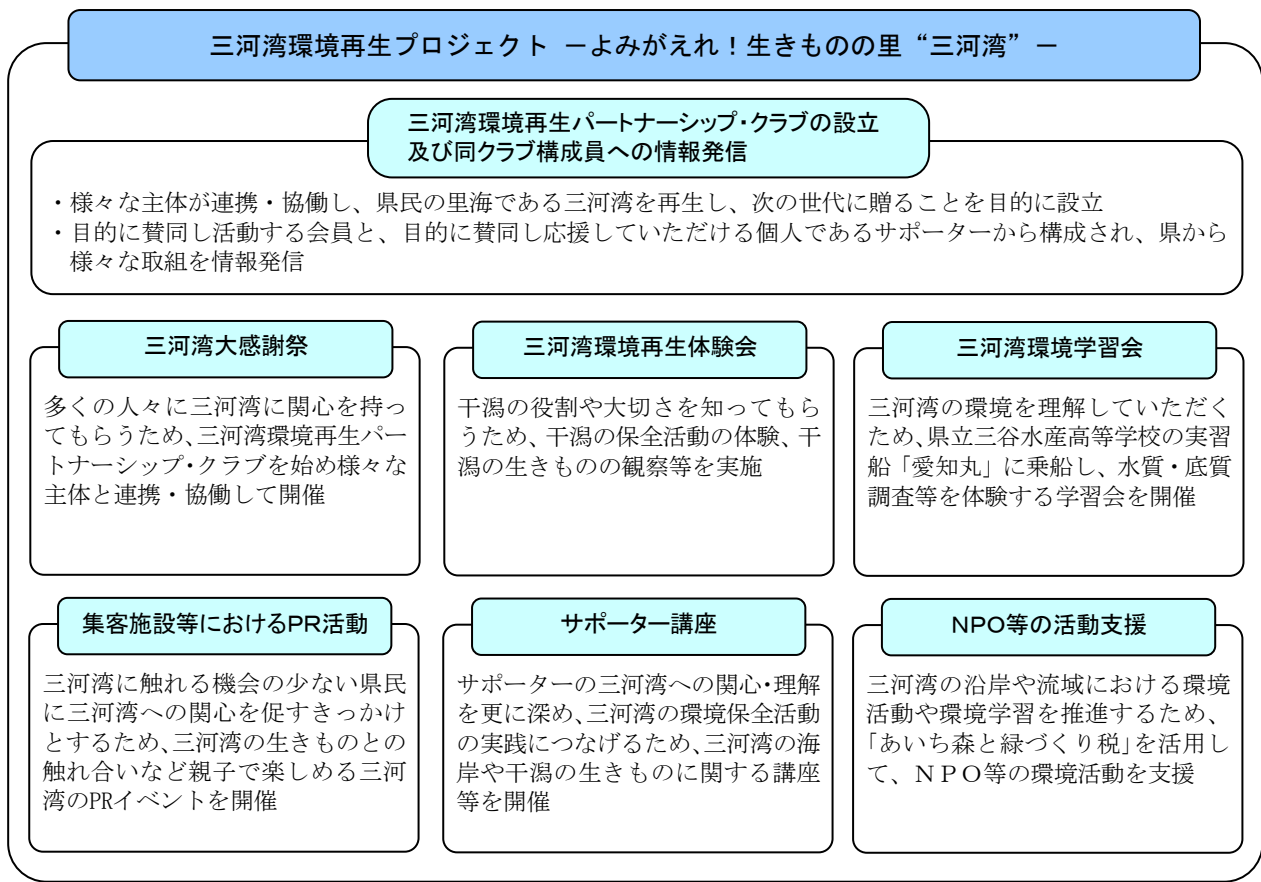 三河湾環境再生プロジェクト －よみがえれ！生きものの里“三河湾”－
三河湾環境再生パートナーシップ・クラブの設立
及び同クラブ構成員への情報発信
・様々な主体が連携・協働し、県民の里海である三河湾を再生し、次の世代に贈ることを目的に設立
・目的に賛同し活動する会員と、目的に賛同し応援していただける個人であるサポーターから構成され、県から
様々な取組を情報発信
三河湾大感謝祭
多くの人々に三河湾に関心を持っ
てもらうため、三河湾環境再生パー
トナーシップ・クラブを始め様々な
主体と連携・協働して開催
三河湾環境再生体験会
干潟の役割や大切さを知ってもら
うため、干潟の保全活動の体験、干
潟の生きものの観察等を実施
三河湾環境学習会
三河湾の環境を理解していただく
ため、県立三谷水産高等学校の実習
船「愛知丸」に乗船し、水質・底質
調査等を体験する学習会を開催
集客施設等におけるPR活動
三河湾に触れる機会の少ない県民
に三河湾への関心を促すきっかけ
とするため、三河湾の生きものとの
触れ合いなど親子で楽しめる三河
湾のPRイベントを開催
サポーター講座
サポーターの三河湾への関心・理解
を更に深め、三河湾の環境保全活動
の実践につなげるため、三河湾の海
岸や干潟の生きものに関する講座
等を開催
ＮＰＯ等の活動支援
三河湾の沿岸や流域における環境
活動や環境学習を推進するため、
「あいち森と緑づくり税」を活用し
て、ＮＰＯ等の環境活動を支援